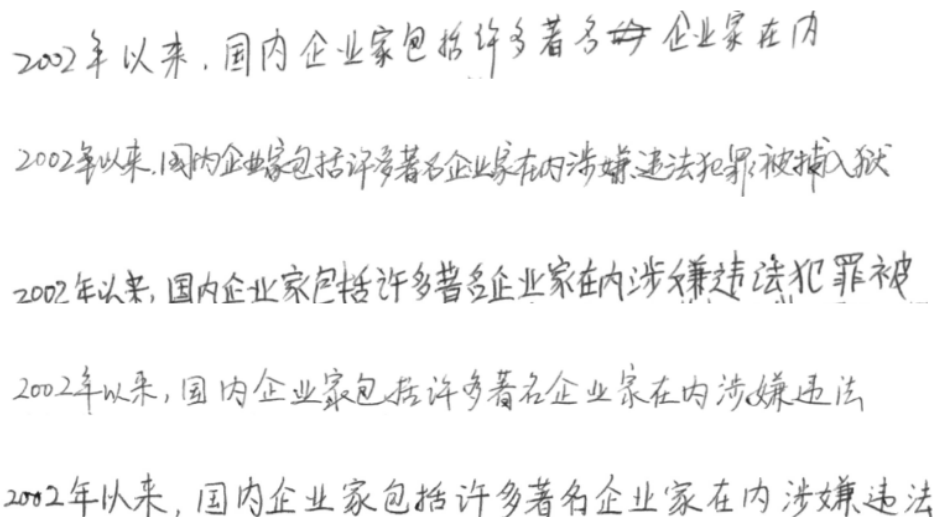 2002年以来,国内企业家包括许多著名企业家在内
2002年以来,国内企业家包括许多著名企业家在内涉嫌违法犯罪被捕入狱
2002年以来,国内企业家包括许多著名企业家在内涉嫌违法犯罪被
2002年以来,国内企业家包括许多著名企业家在内涉嫌违法
2002年以来,国内企业家包括许多著名企业家在内涉嫌违法